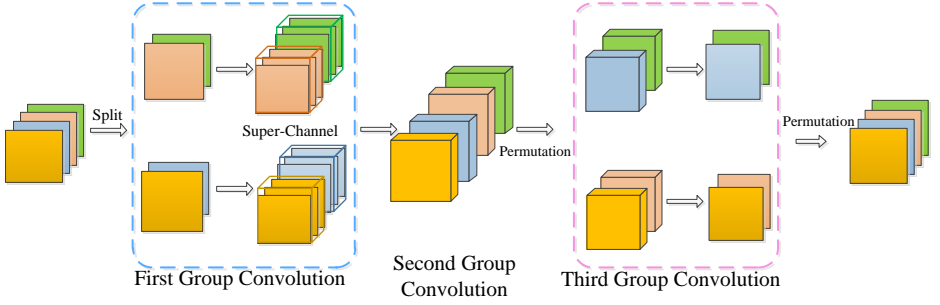 Split
Super-Channel
Permutation
Permutation
First Group Convolution
Second Group
Convolution
Third Group Convolution